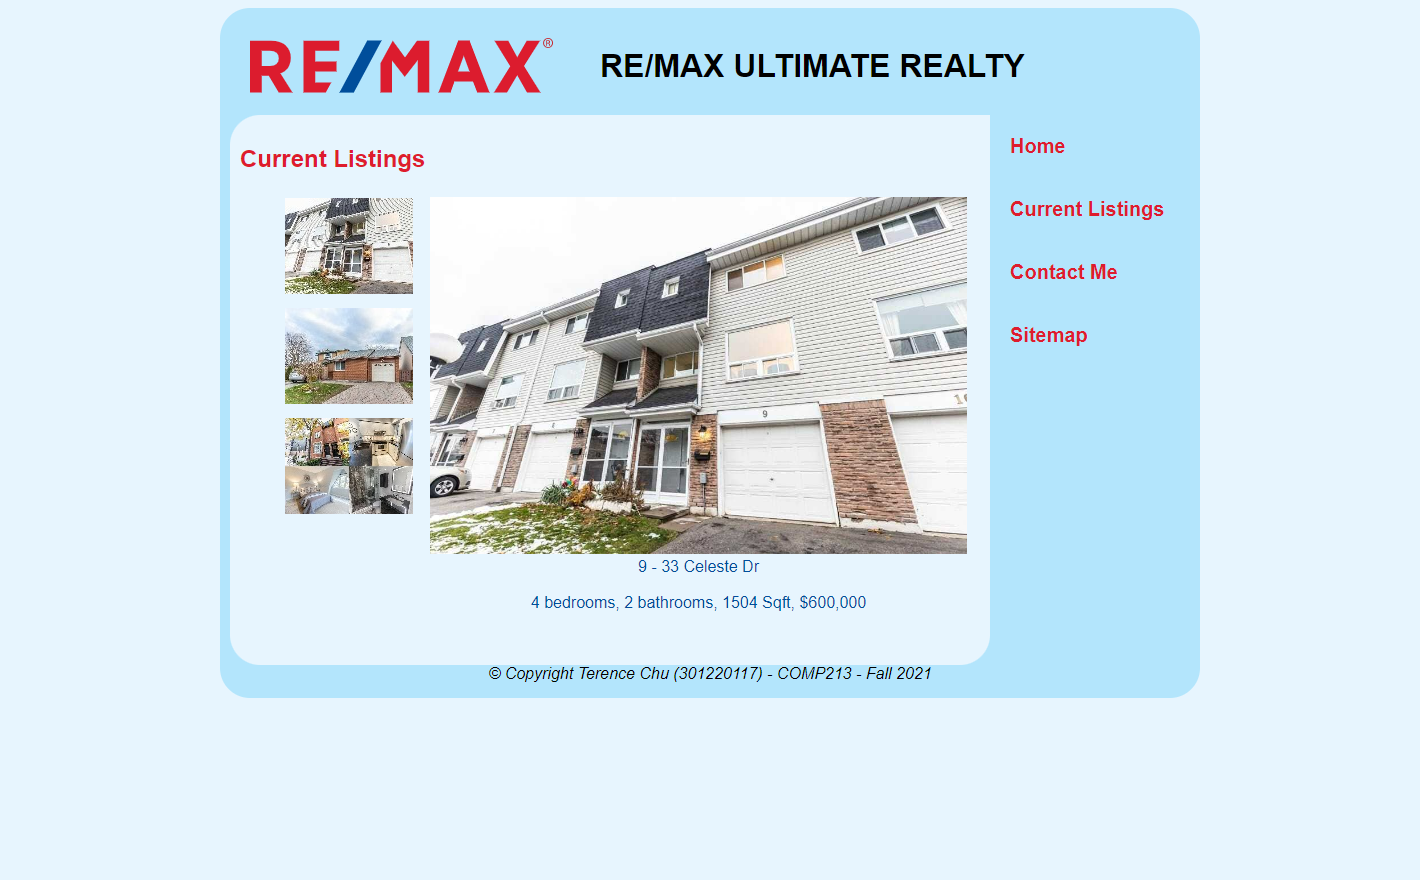 RE/MAX®
RE/MAX ULTIMATE REALTY
Current Listings
Home
Current Listings
Contact Me
Sitemap
9
9 - 33 Celeste Dr
4 bedrooms, 2 bathrooms, 1504 Sqft, $600,000
© Copyright Terence Chu (301220117) - COMP213 - Fall 2021